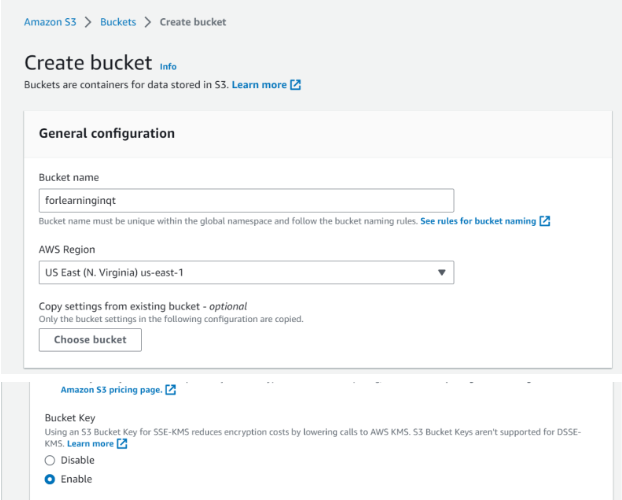 Amazon S3 > Buckets > Create bucket
Create bucket Info
Buckets are containers for data stored in S3. Learn more
General configuration
Bucket name
forlearninginqt
Bucket name must be unique within the global namespace and follow the bucket naming rules. See rules for bucket naming
AWS Region
US East (N. Virginia) us-east-1
Copy settings from existing bucket - optional
Only the bucket settings in the following configuration are copied.
Choose bucket
Amazon S3 pricing page.
Bucket Key
Using an S3 Bucket Key for SSE-KMS reduces encryption costs by lowering calls to AWS KMS. S3 Bucket Keys aren't supported for DSSE-
KMS. Learn more
Disable
Enable